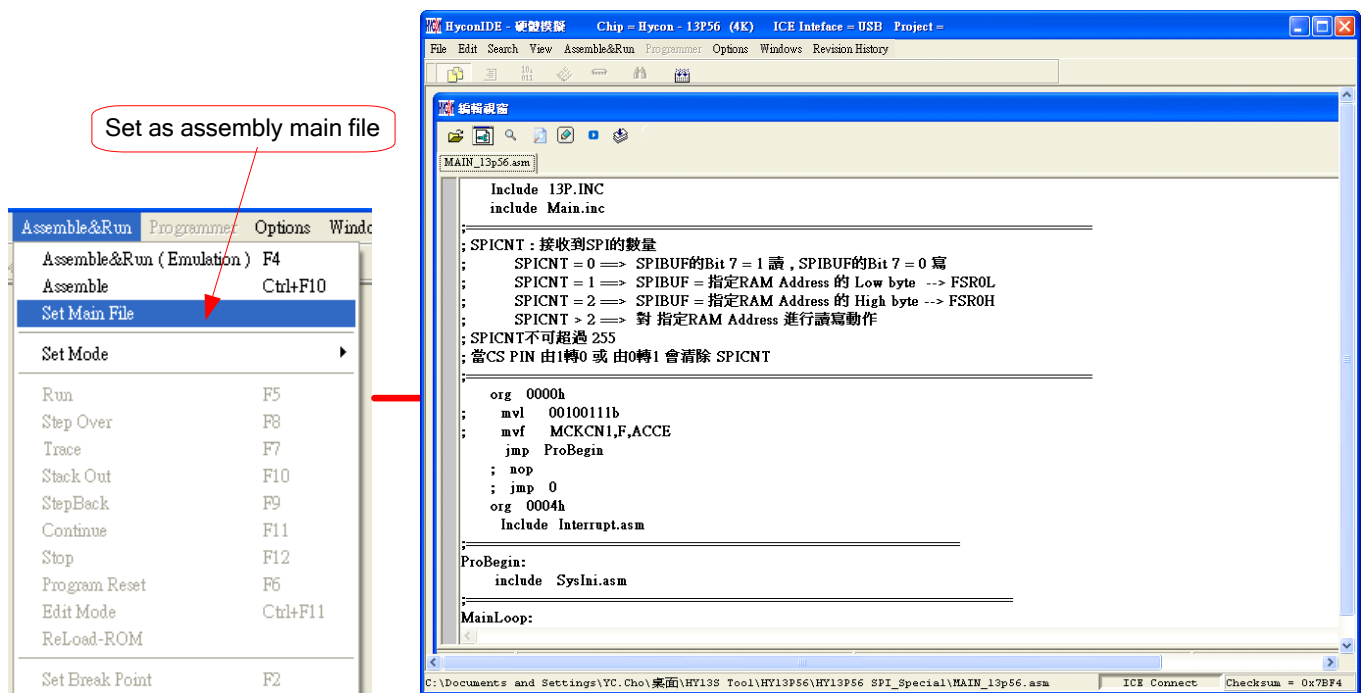 Set as assembly main file
Assemble&Run Programmer Options Windo
Assemble&Run ( Emulation ) F4
Assemble Ctrl+F10
Set Main File
Set Mode
Run F5
Step Over F8
Trace F7
Stack Out F10
StepBack F9
Continue F11
Stop F12
Program Reset F6
Edit Mode Ctrl+F11
ReLoad-ROM
Set Break Point F2
HyconIDE - 硬體模擬 Chip = Hycon - 13P56 (4K) ICE Inteface = USB Project =
File Edit Search View Assemble&Run Programmer Options Windows Revision History
編輯視窗
MAIN_13p56.asm
Include 13P.INC
include Main.inc
;
; SPICNT : 接收到SPI的數量
; SPICNT = 0 ==> SPIBUF的Bit 7 = 1 讀 , SPIBUF的Bit 7 = 0 寫
; SPICNT = 1 ==> SPIBUF = 指定RAM Address 的 Low byte --> FSR0L
; SPICNT = 2 ==> SPIBUF = 指定RAM Address 的 High byte --> FSR0H
; SPICNT > 2 ==> 對 指定RAM Address 進行讀寫動作
; SPICNT不可超過 255
; 當CS PIN 由1轉0 或 由0轉1 會清除 SPICNT
;
org 0000h
; mvl 00100111b
; mvf MCKCN1,F,ACCE
jmp ProBegin
; nop
; jmp 0
org 0004h
Include Interrupt.asm
;
ProBegin:
include SysIni.asm
;
MainLoop:
C:\Documents and Settings\YC.Cho\桌面\HY13S Tool\HY13P56\HY13P56 SPI_Special\MAIN_13p56.asm ICE Connect Checksum = 0x7BF4